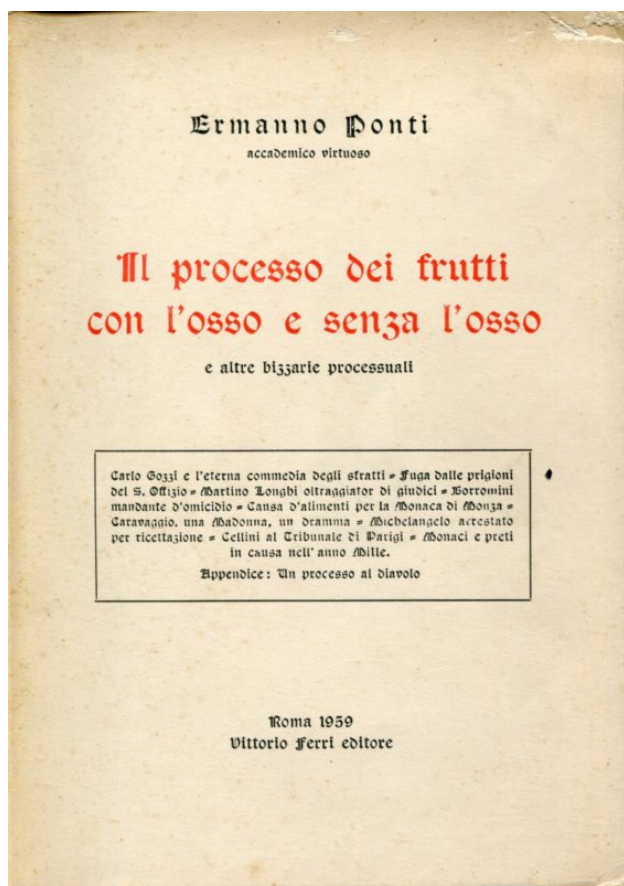 Ermanno Ponti
accademico virtuoso
Il processo dei frutti
con l'osso e senza l'osso
e altre bizzarie processuali
Carlo Gozzi e l'eterna commedia degli sfratti = Fuga dalle prigioni
del S. Offizio = Martino Longhi oltraggiator di giudici = Borromini
mandante d'omicidio = Causa d'alimenti per la Monaca di Monza =
Caravaggio, una Madonna, un dramma = Michelangelo arrestato
per ricettazione = Cellini al Tribunale di Parigi = Monaci e preti
in causa nell'anno Mille.
Appendice: Un processo al diavolo
Roma 1959
Vittorio Ferri editore